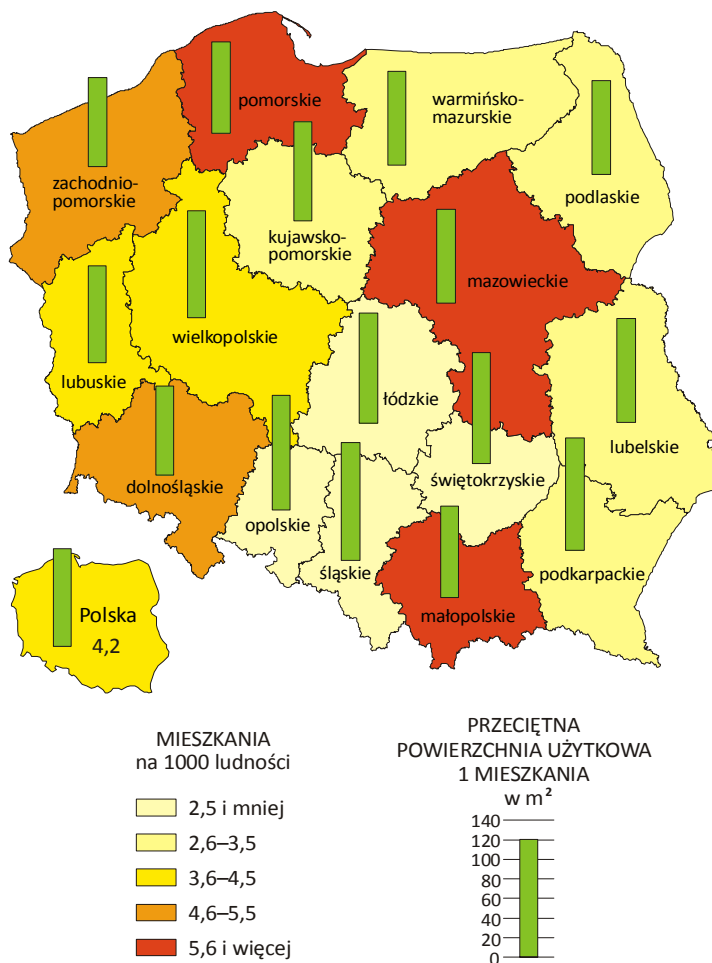 pomorskie
warmińsko-
mazurskie
zachodnio-
pomorskie
podlaskie
kujawsko-
pomorskie
mazowieckie
wielkopolskie
lubuskie
łódzkie
lubelskie
dolnośląskie
świętokrzyskie
opolskie
śląskie
podkarpackie
małopolskie
Polska
4,2
MIESZKANIA
na 1000 ludności
2,5 i mniej
2,6–3,5
3,6–4,5
4,6–5,5
5,6 i więcej
PRZECIĘTNA
POWIERZCHNIA UŻYTKOWA
1 MIESZKANIA
w m²
140
120
100
80
60
40
20
0